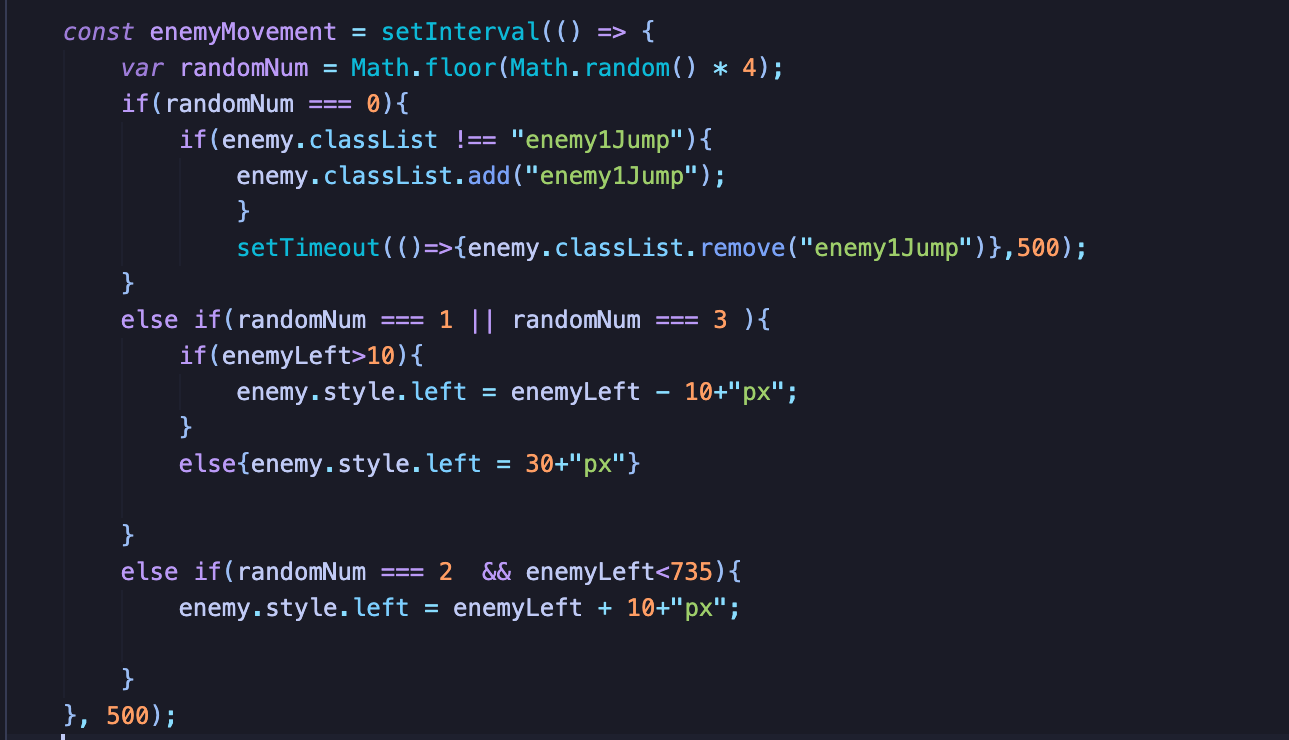 const enemyMovement = setInterval(() => {
var randomNum = Math.floor(Math.random() * 4);
if(randomNum === 0){
if(enemy.classList !== "enemy1Jump"){
enemy.classList.add("enemy1Jump");
}
setTimeout(()=>{enemy.classList.remove("enemy1Jump")},500);
}
else if(randomNum === 1 || randomNum === 3 ){
if(enemyLeft>10){
enemy.style.left = enemyLeft - 10+"px";
}
else{enemy.style.left = 30+"px"}
}
else if(randomNum === 2  && enemyLeft<735){
enemy.style.left = enemyLeft + 10+"px";
}
}, 500);